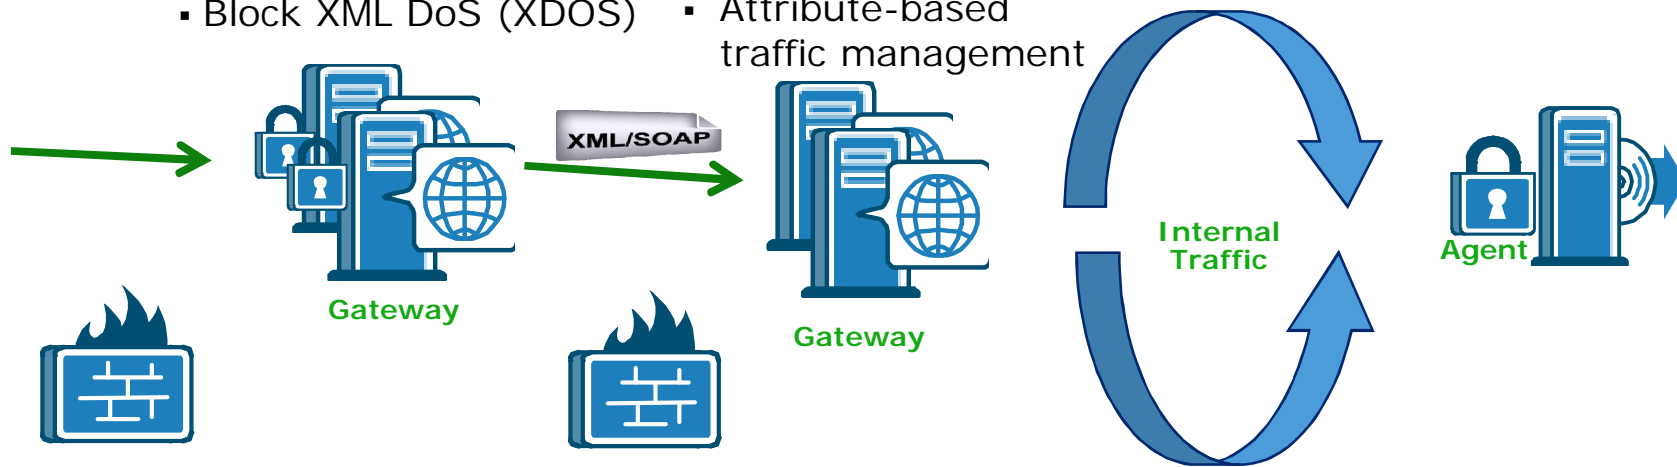 ▪ Block XML DoS (XDOS)
▪ Attribute-based
traffic management
XML/SOAP
Internal
Traffic
Agent
Gateway
Gateway